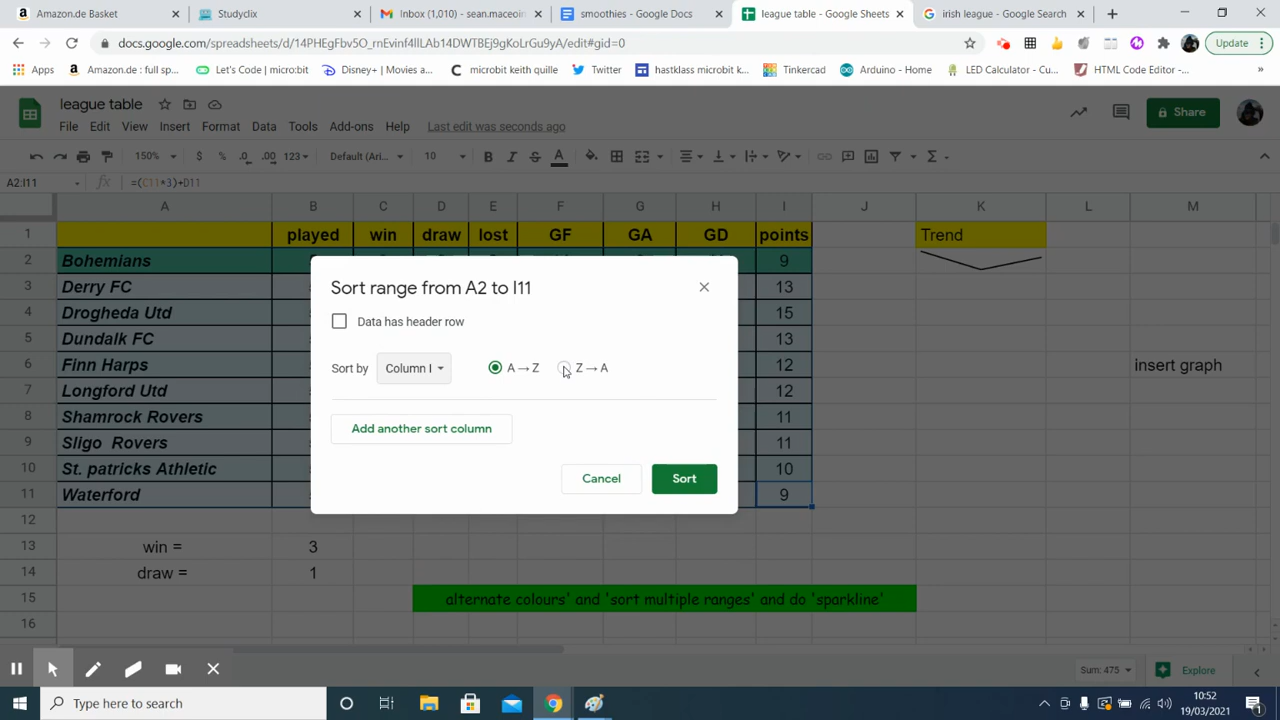 Amazon.de Basket
Studyclix
Inbox (1,010) - sean.maceoin
smoothies - Google Docs
league table - Google Sheets
irish league - Google Search
docs.google.com/spreadsheets/d/14PHEgFbv5O_rnEvinf4llLAb14DWTBEj9gKoLrGu9yA/edit#gid=0
Update
Apps
Amazon.de : full sp...
Let's Code | micro:bit
Disney+ | Movies a...
microbit keith quille
Twitter
hastklass microbit k...
Tinkercad
Arduino - Home
LED Calculator - Cu...
HTML Code Editor -...
»
league table
File Edit View Insert Format Data Tools Add-ons Help Last edit was seconds ago
Share
150% $ % .0 .00 123 Default (Ari... 10 B I S A Σ
A2:I11 fx =(C11*3)+D11
A B C D E F G H I J K L M
1 played win draw lost GF GA GD points Trend
2 Bohemians 9
3 Derry FC 13
4 Drogheda Utd 15
5 Dundalk FC 13
6 Finn Harps 12 insert graph
7 Longford Utd 12
8 Shamrock Rovers 11
9 Sligo Rovers 11
10 St. patricks Athletic 10
11 Waterford 9
12
13 win = 3
14 draw = 1
15 alternate colours' and 'sort multiple ranges' and do 'sparkline'
16
Sort range from A2 to I11
Data has header row
Sort by Column I A → Z Z → A
Add another sort column
Cancel Sort
Sum: 475 Explore
Type here to search
10:52
19/03/2021
1